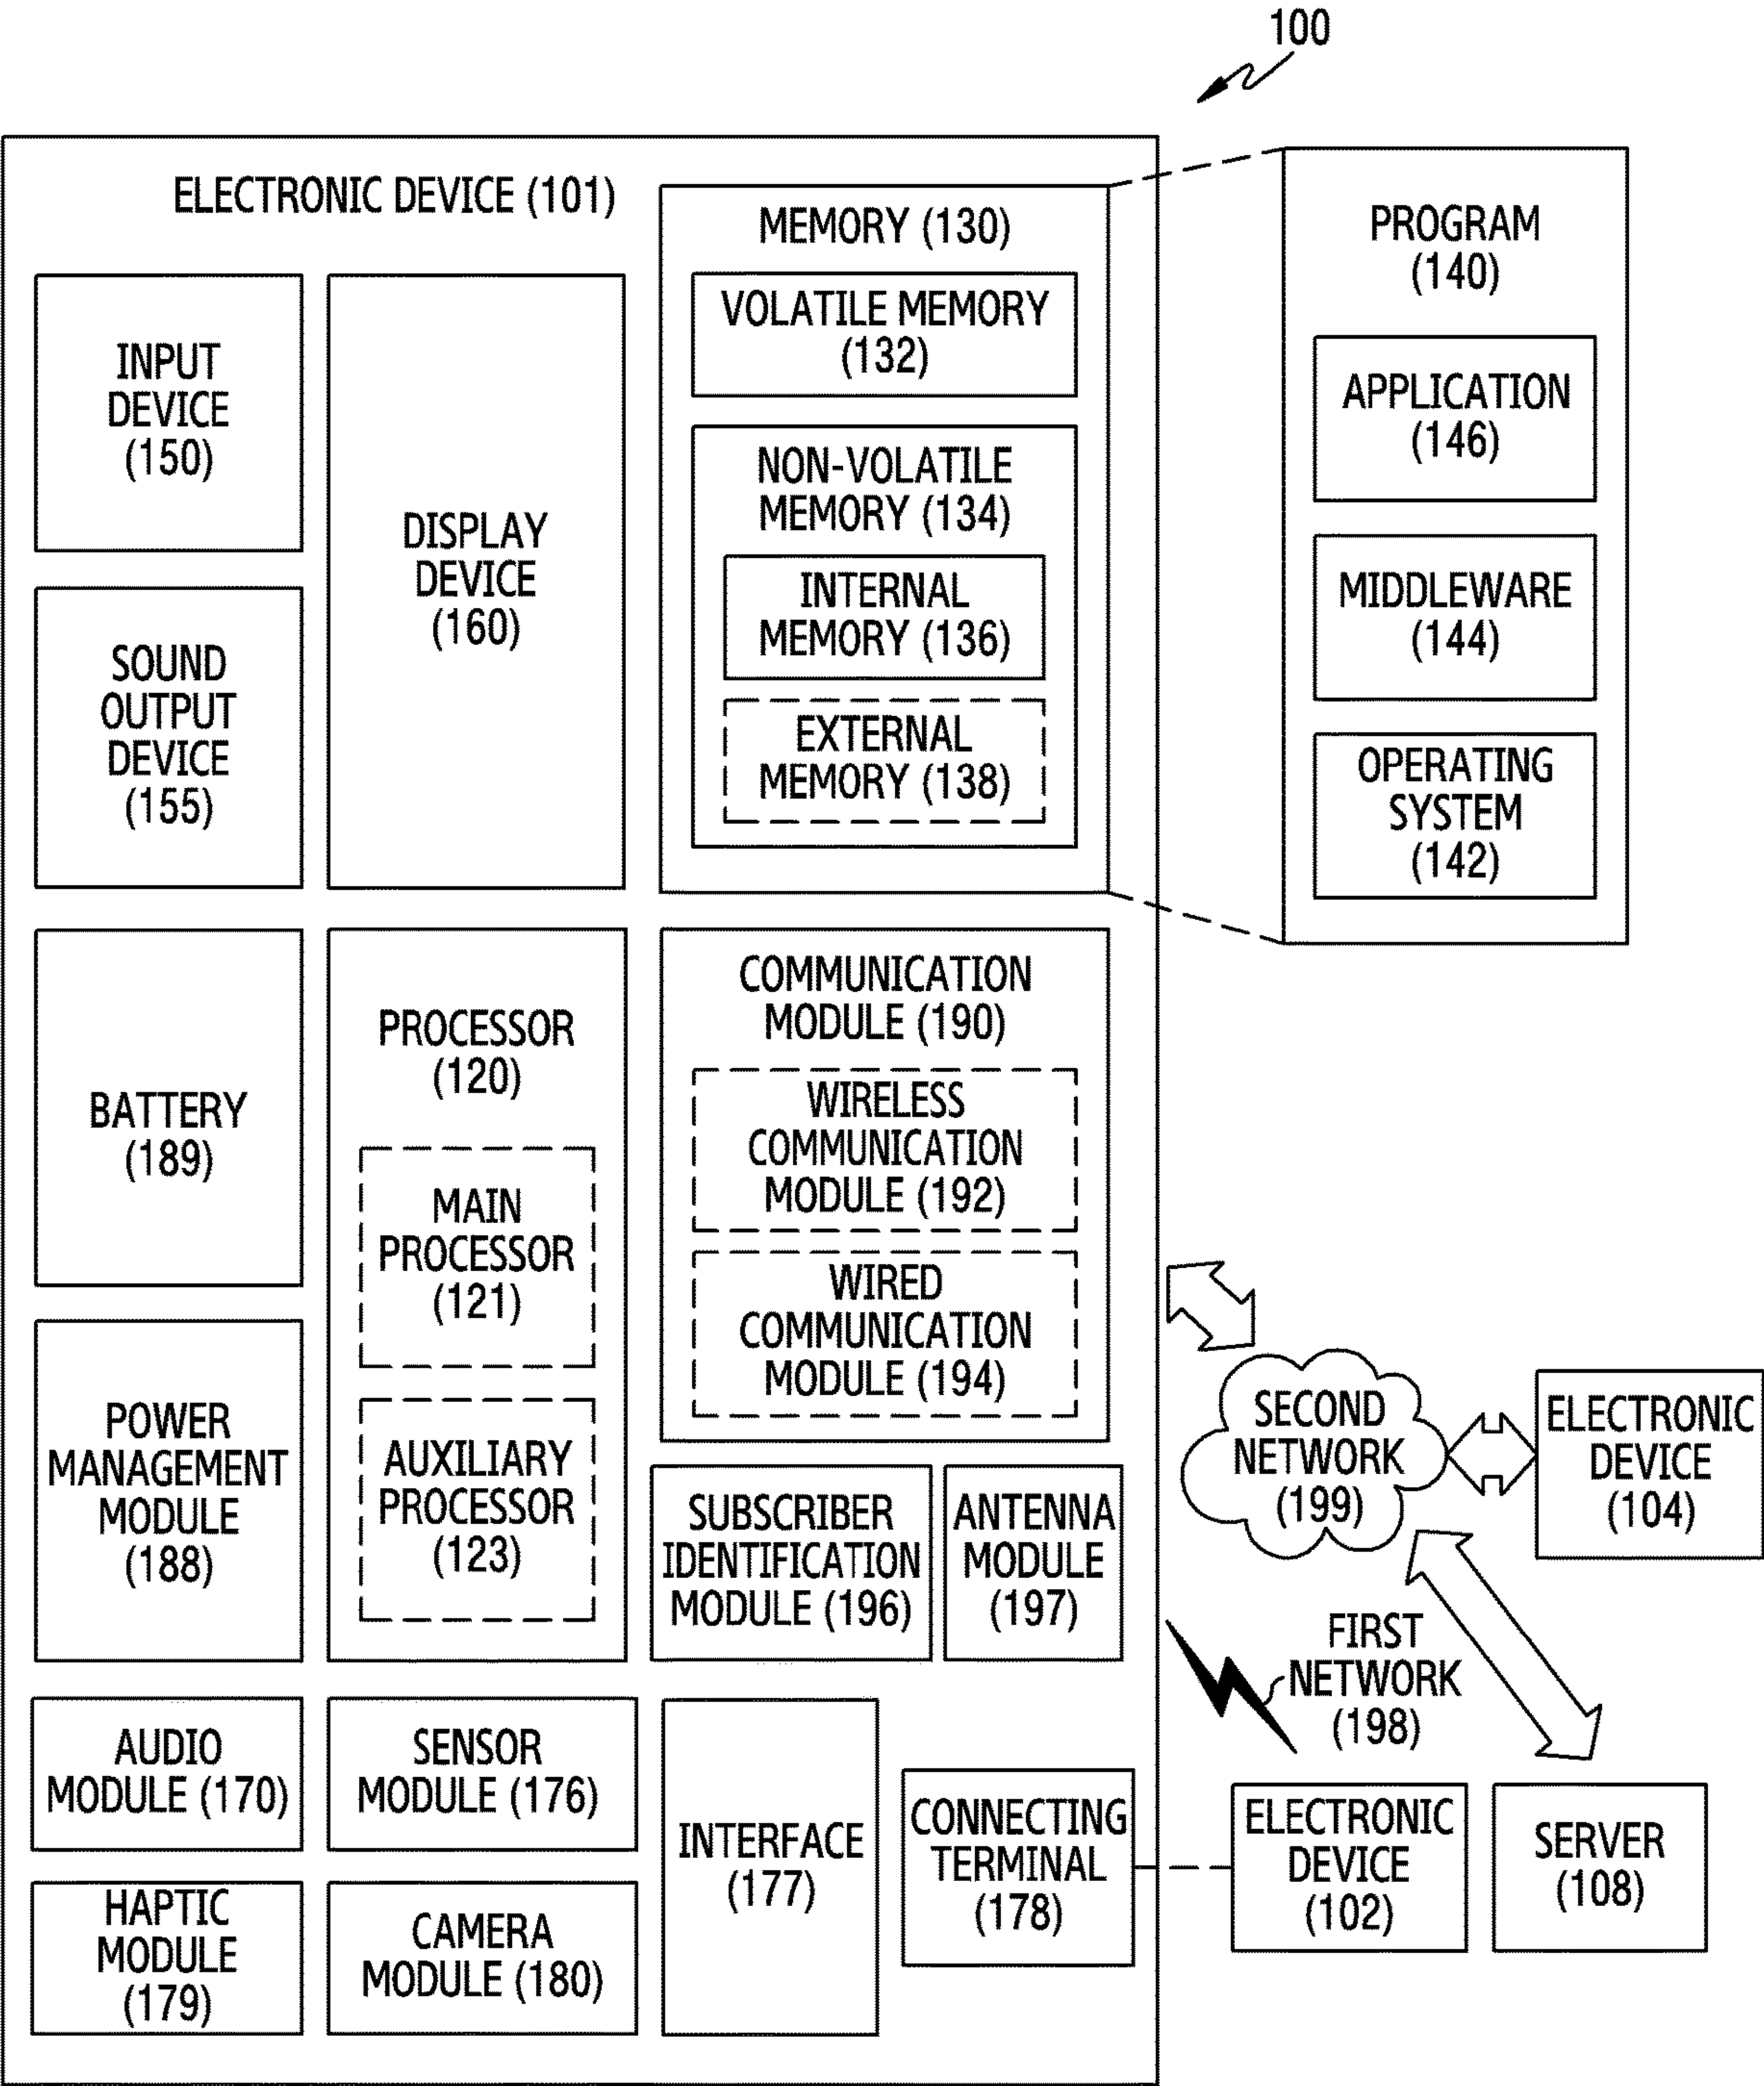 100
ELECTRONIC DEVICE (101)
INPUT
DEVICE
(150)
SOUND
OUTPUT
DEVICE
(155)
DISPLAY
DEVICE
(160)
MEMORY (130)
VOLATILE MEMORY
(132)
NON-VOLATILE
MEMORY (134)
INTERNAL
MEMORY (136)
EXTERNAL
MEMORY (138)
PROGRAM
(140)
APPLICATION
(146)
MIDDLEWARE
(144)
OPERATING
SYSTEM
(142)
BATTERY
(189)
POWER
MANAGEMENT
MODULE
(188)
PROCESSOR
(120)
MAIN
PROCESSOR
(121)
AUXILIARY
PROCESSOR
(123)
COMMUNICATION
MODULE (190)
WIRELESS
COMMUNICATION
MODULE (192)
WIRED
COMMUNICATION
MODULE (194)
SUBSCRIBER
IDENTIFICATION
MODULE (196)
ANTENNA
MODULE
(197)
SECOND
NETWORK
(199)
ELECTRONIC
DEVICE
(104)
FIRST
NETWORK
(198)
AUDIO
MODULE (170)
SENSOR
MODULE (176)
HAPTIC
MODULE
(179)
CAMERA
MODULE (180)
INTERFACE
(177)
CONNECTING
TERMINAL
(178)
ELECTRONIC
DEVICE
(102)
SERVER
(108)